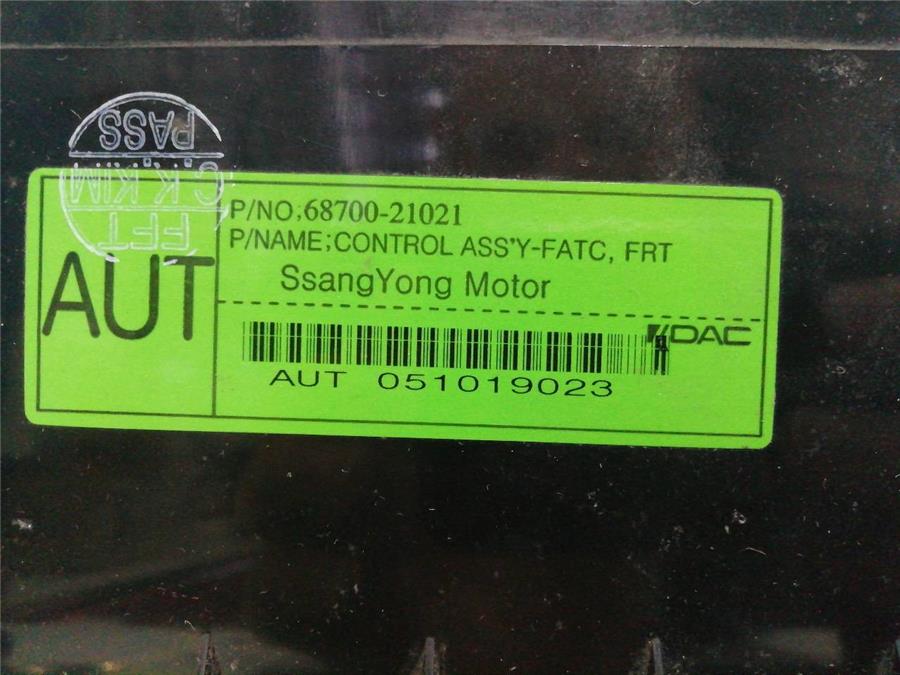 PASS
C.K.KIM
FFT
AUT
P/NO;68700-21021
P/NAME;CONTROL ASS'Y-FATC, FRT
SsangYong Motor
DAC
AUT 051019023